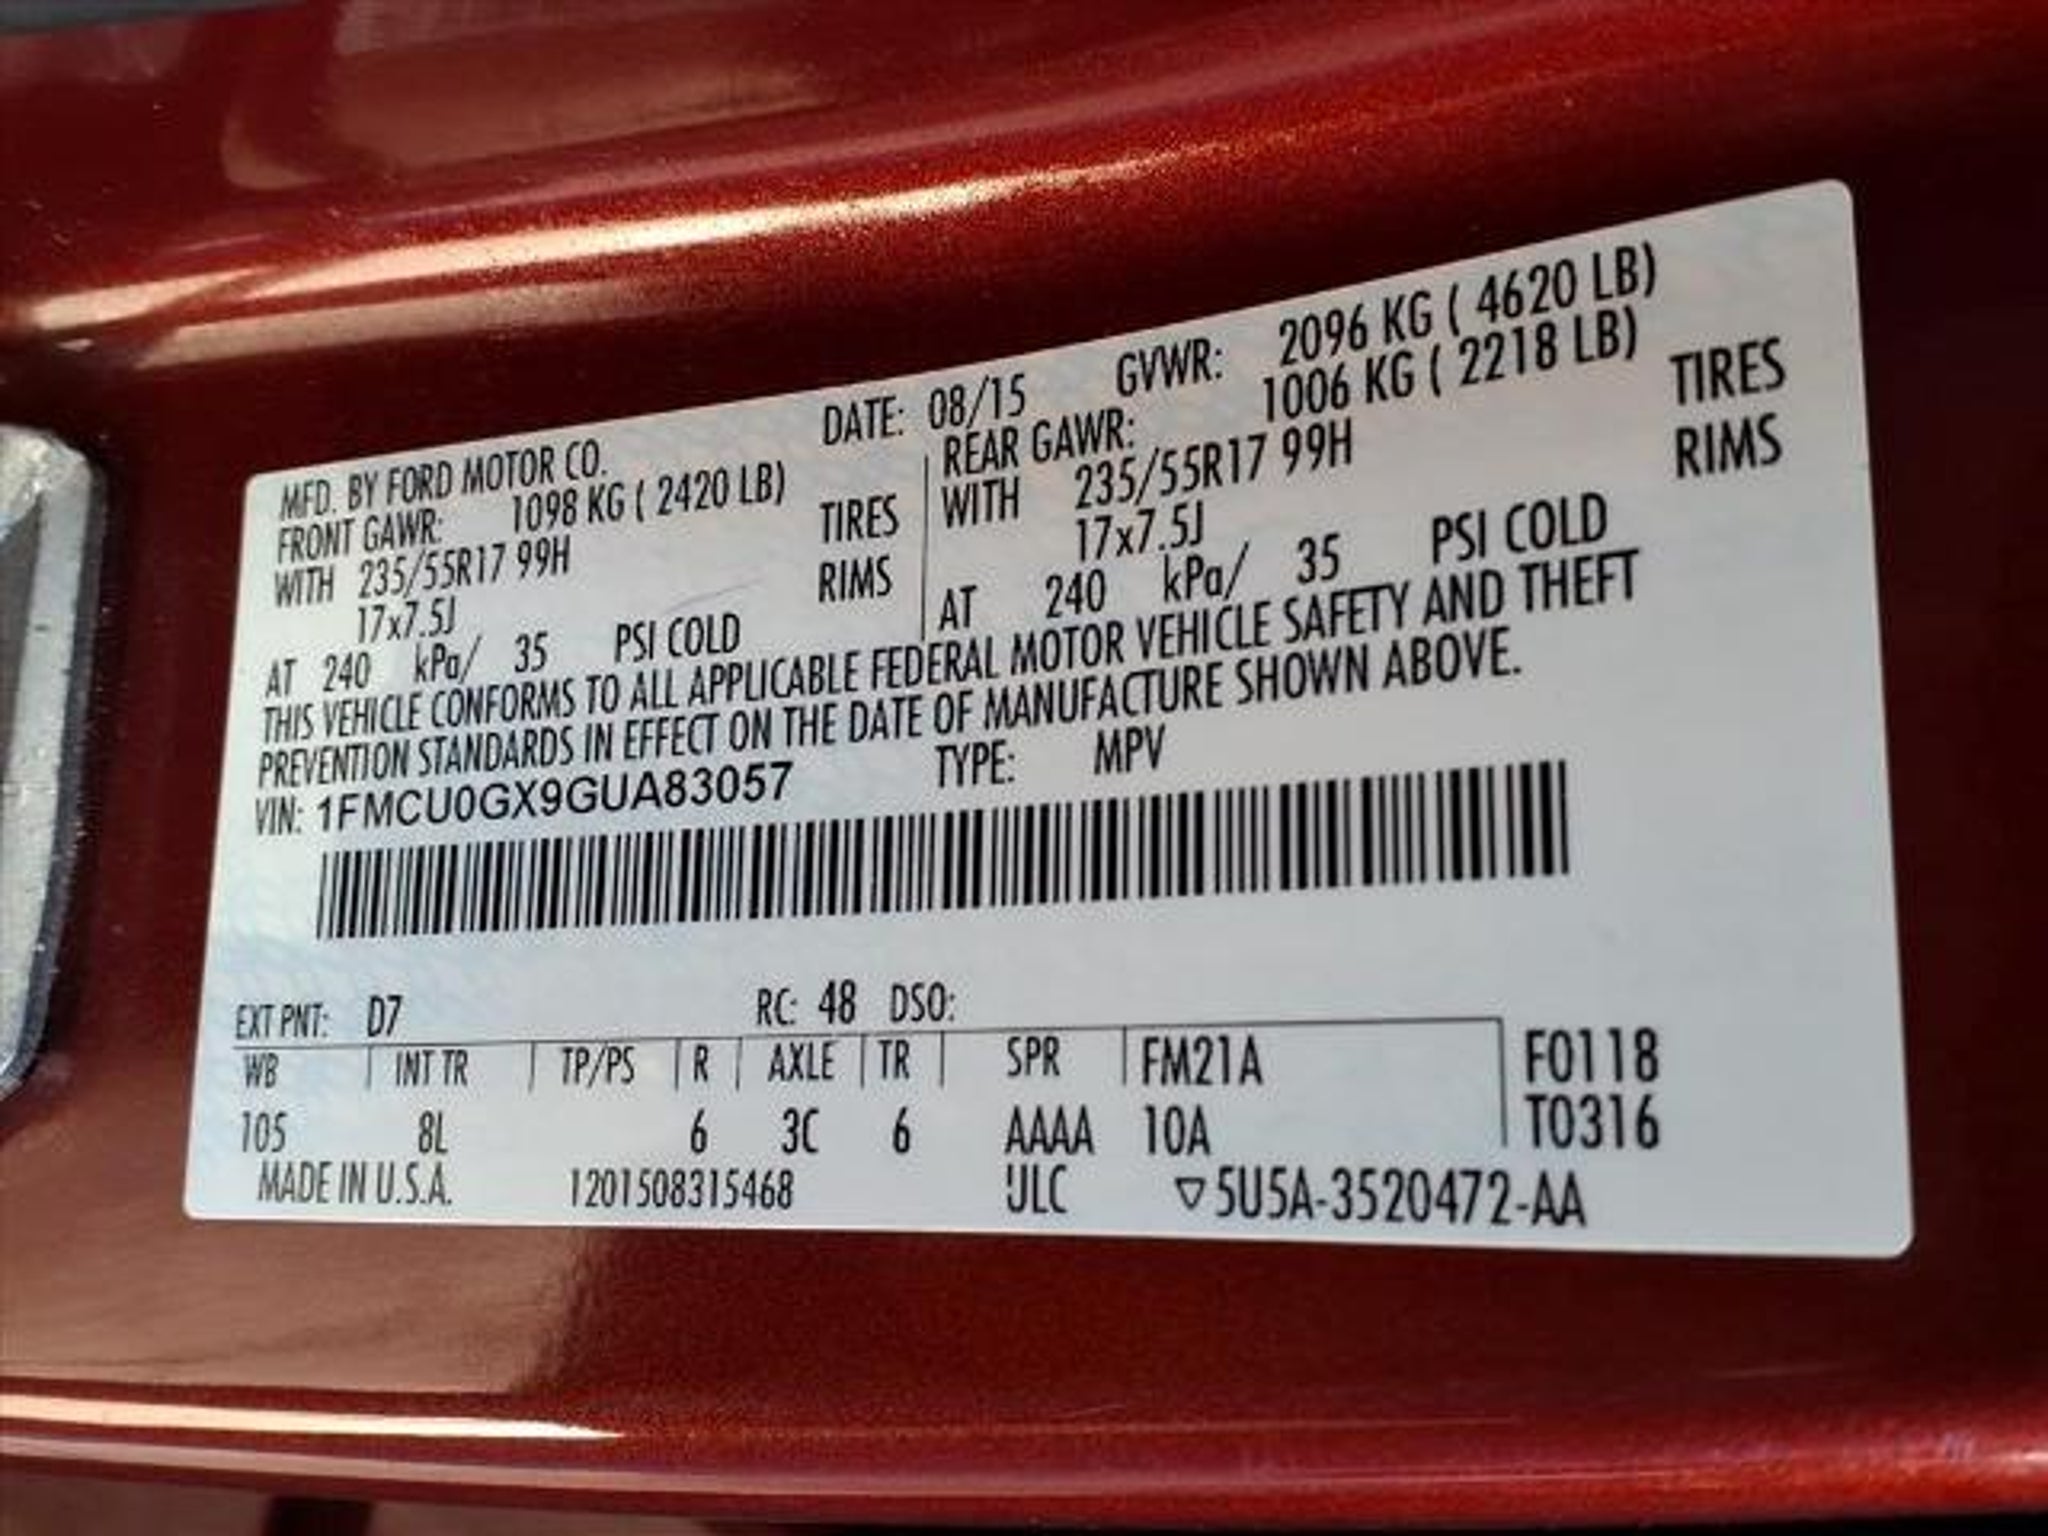 MFD. BY FORD MOTOR CO. DATE: 08/15 GVWR: 2096 KG ( 4620 LB)
FRONT GAWR: 1098 KG ( 2420 LB) REAR GAWR: 1006 KG ( 2218 LB)
WITH 235/55R17 99H TIRES WITH 235/55R17 99H TIRES
17x7.5J RIMS 17x7.5J RIMS
AT 240 kPa/ 35 PSI COLD AT 240 kPa/ 35 PSI COLD
THIS VEHICLE CONFORMS TO ALL APPLICABLE FEDERAL MOTOR VEHICLE SAFETY AND THEFT
PREVENTION STANDARDS IN EFFECT ON THE DATE OF MANUFACTURE SHOWN ABOVE.
VIN: 1FMCU0GX9GUA83057 TYPE: MPV
EXT PNT: D7 RC: 48 DSO:
WB INT TR TP/PS R AXLE TR SPR FM21A F0118
105 8L 6 3C 6 AAAA 10A T0316
MADE IN U.S.A. 1201508315468 ULC ▽5U5A-3520472-AA